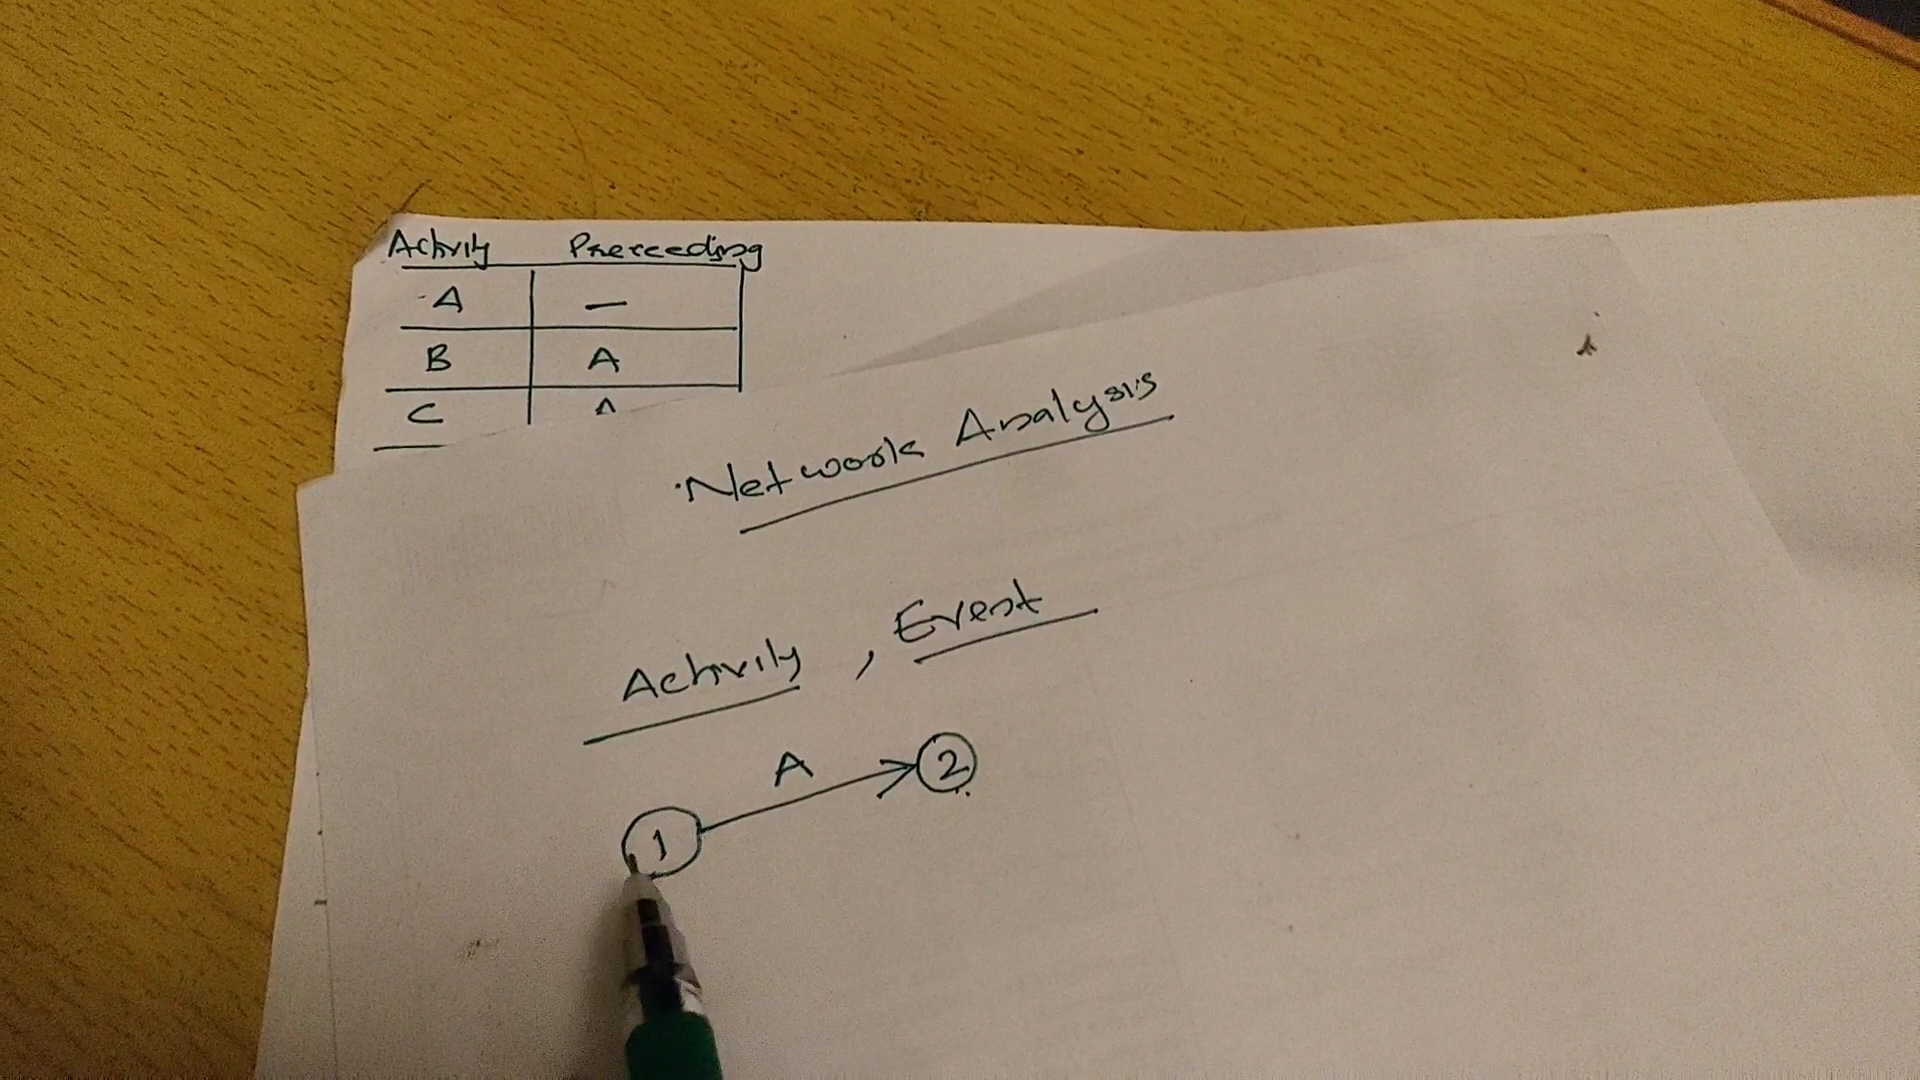 Activity Preceeding
A —
B A
C A
Network Analysis
Activity , Event
A
1 2